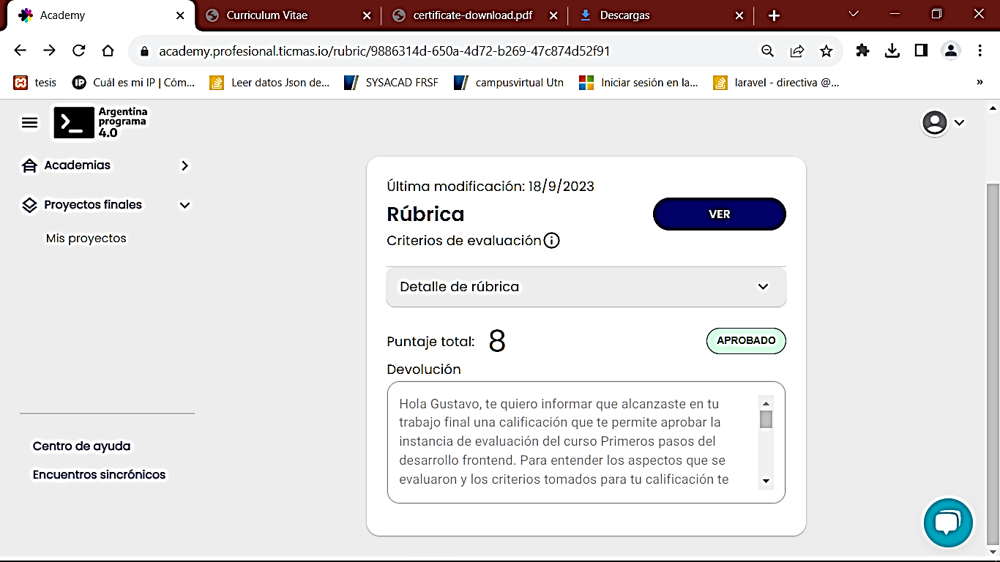 Academy
Curriculum Vitae
certificate-download.pdf
Descargas
academy.profesional.ticmas.io/rubric/9886314d-650a-4d72-b269-47c874d52f91
tesis
IP
Cuál es mi IP | Cóm...
Leer datos Json de...
SYSACAD FRSF
campusvirtual Utn
Iniciar sesión en la...
laravel - directiva @...
»
Argentina
programa
4.0
Academias
Proyectos finales
Mis proyectos
Centro de ayuda
Encuentros sincrónicos
Última modificación: 18/9/2023
Rúbrica
VER
Criterios de evaluación
Detalle de rúbrica
Puntaje total: 8
APROBADO
Devolución
Hola Gustavo, te quiero informar que alcanzaste en tu
trabajo final una calificación que te permite aprobar la
instancia de evaluación del curso Primeros pasos del
desarrollo frontend. Para entender los aspectos que se
evaluaron y los criterios tomados para tu calificación te